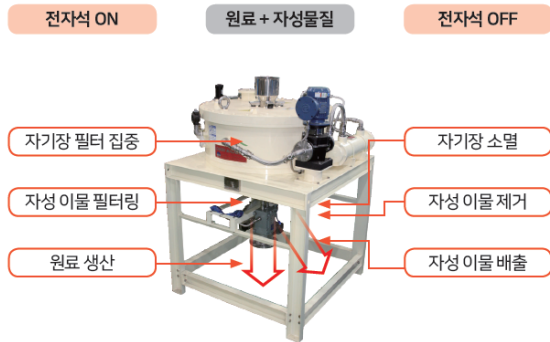 전자석 ON
원료 + 자성물질
전자석 OFF
자기장 필터 집중
자기장 소멸
자성 이물 필터링
자성 이물 제거
원료 생산
자성 이물 배출